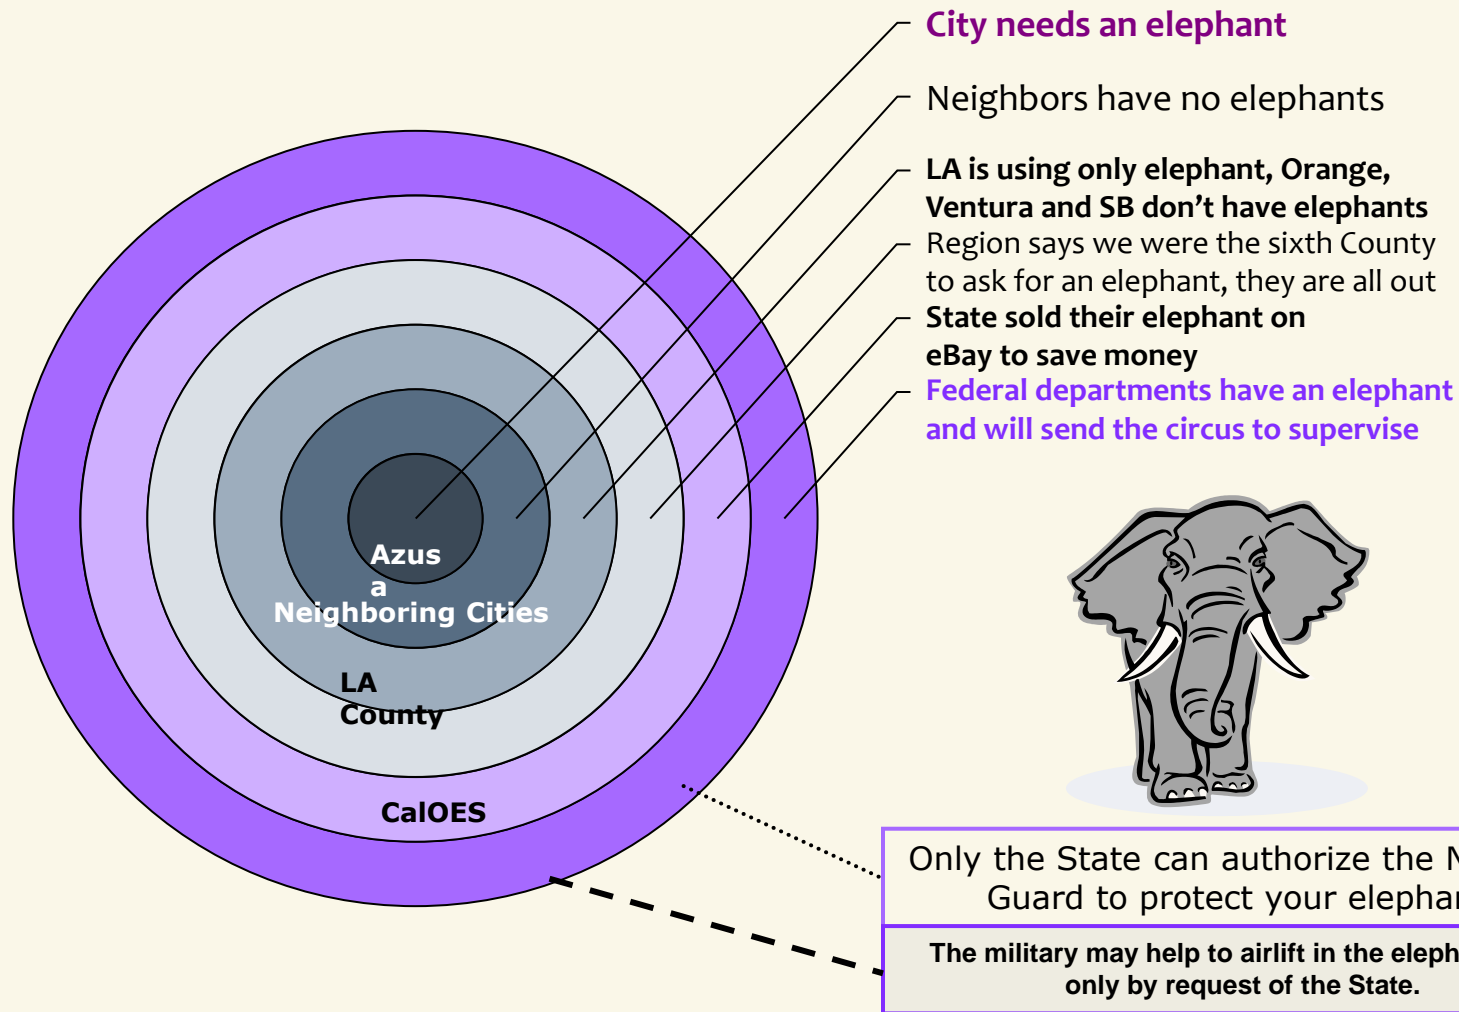 City needs an elephant
Neighbors have no elephants
LA is using only elephant, Orange,
Ventura and SB don't have elephants
Region says we were the sixth County
to ask for an elephant, they are all out
State sold their elephant on
eBay to save money
Federal departments have an elephant
and will send the circus to supervise
Azus
a
Neighboring Cities
LA
County
CalOES
Only the State can authorize the
Guard to protect your
The military may help to airlift in the
only by request of the State.